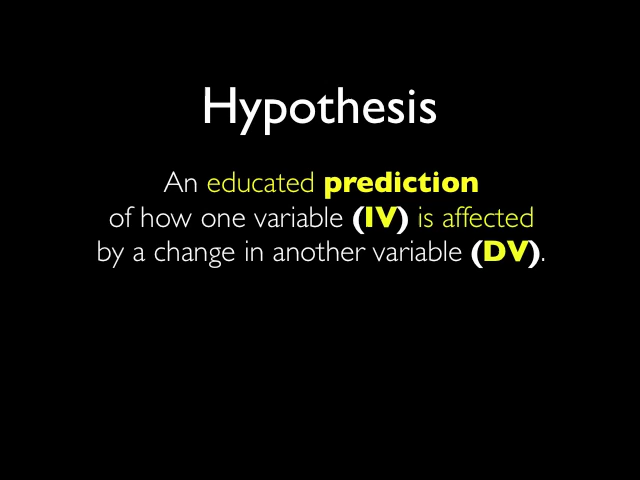 Hypothesis
An educated prediction
of how one variable (IV) is affected
by a change in another variable (DV).